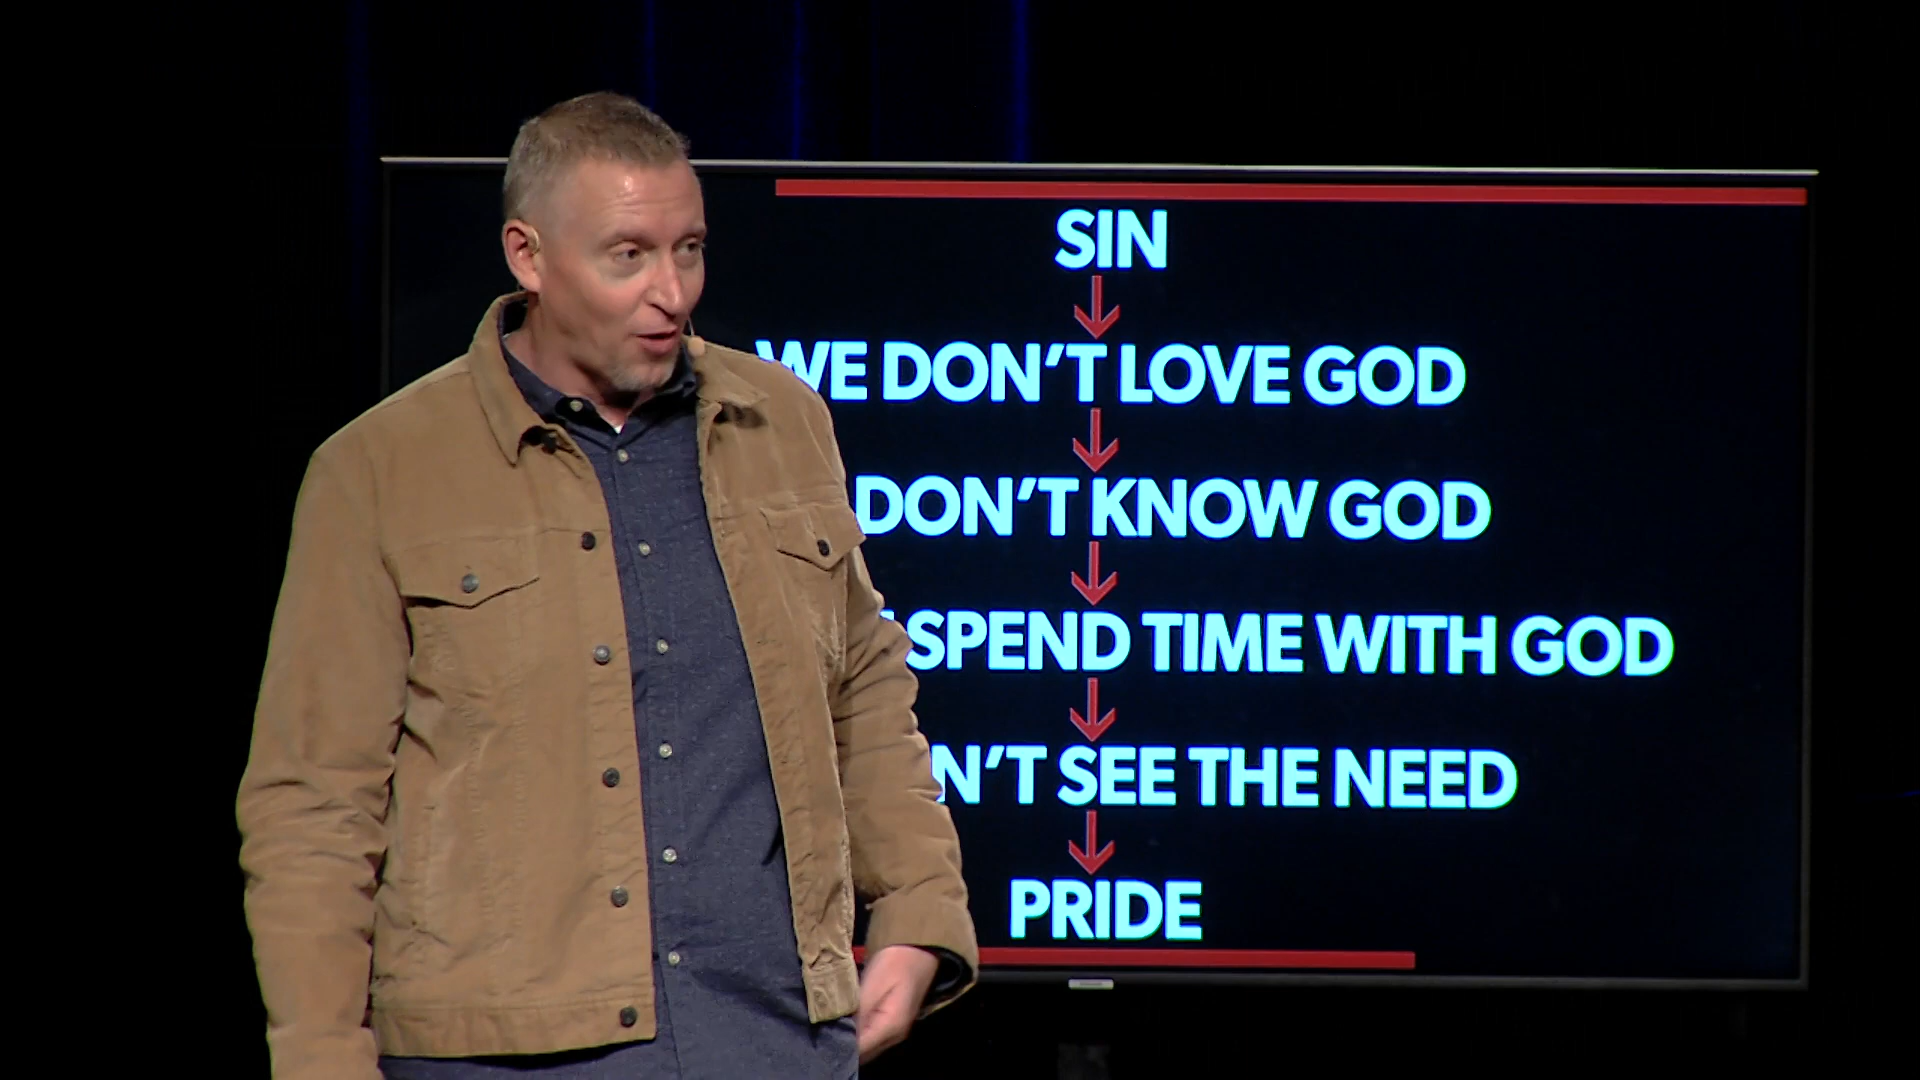 SIN
WE DON'T LOVE GOD
DON'T KNOW GOD
SPEND TIME WITH GOD
N'T SEE THE NEED
PRIDE